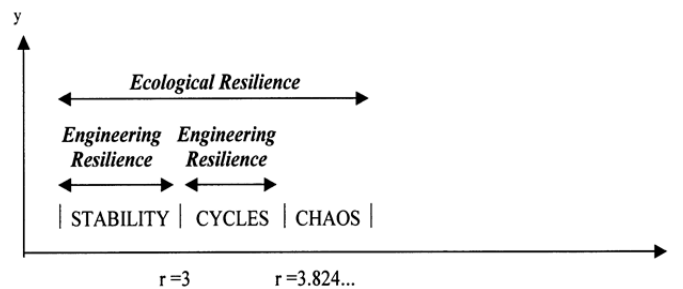 y
Ecological Resilience
Engineering Engineering
Resilience Resilience
| STABILITY | CYCLES | CHAOS |
r =3 r =3.824...